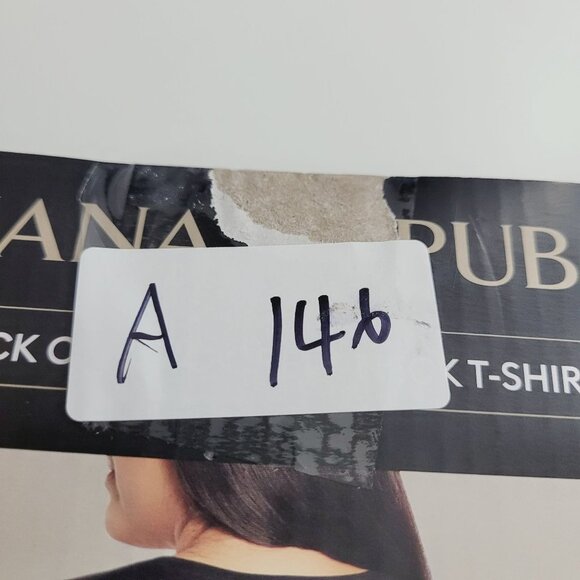 ANA PUB
CK O K T-SHIR
A 146